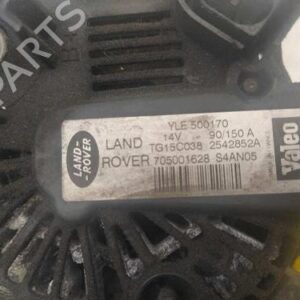 PARTS
YLE 500170
14V 90/150 A
LAND TG15C038 2542852A
ROVER 705001628 S4AN05
LAND-
ROVER
Valeo